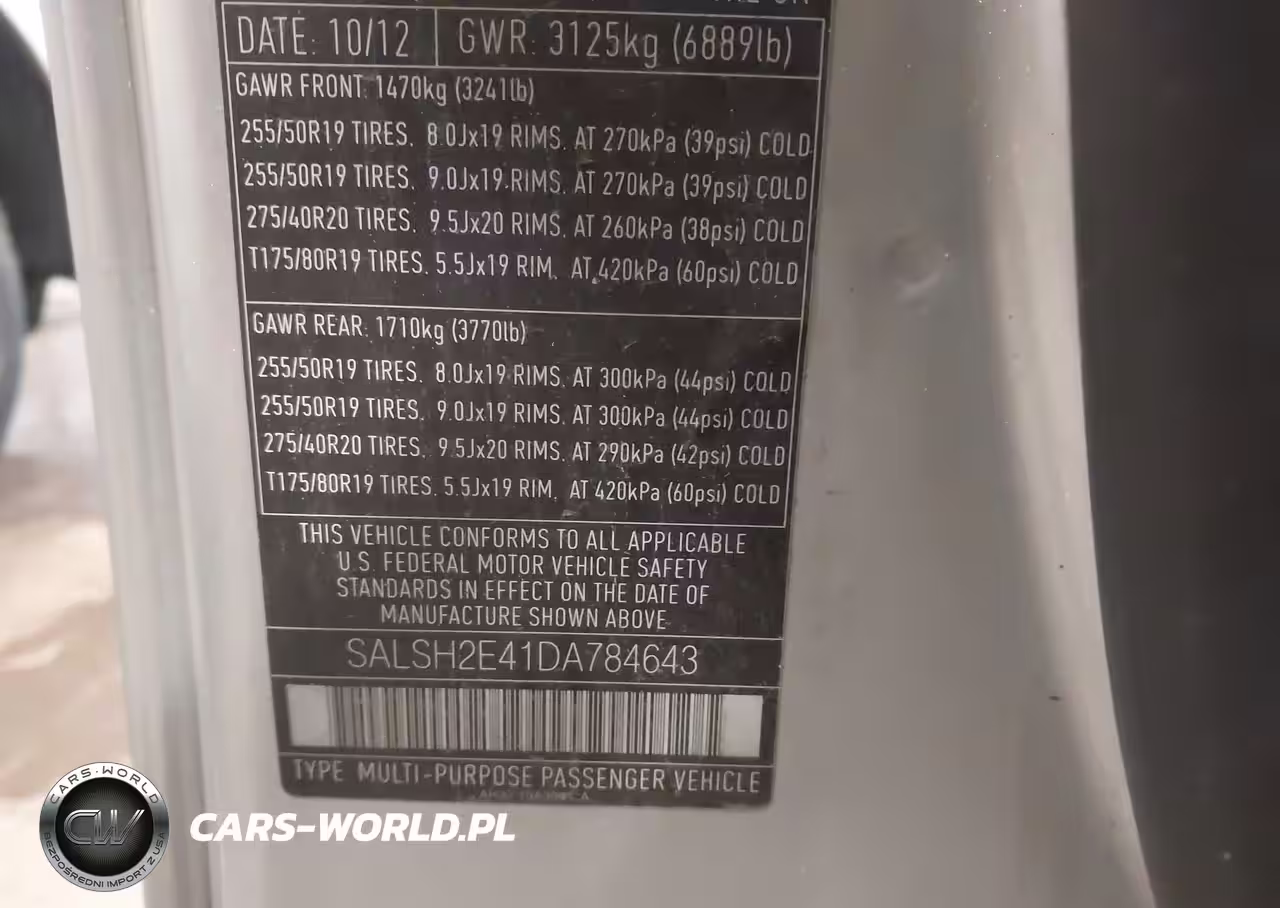 DATE: 10/12 GWR: 3125kg (6889lb)
GAWR FRONT: 1470kg (3241lb)
255/50R19 TIRES. 8.0Jx19 RIMS. AT 270kPa (39psi) COLD
255/50R19 TIRES. 9.0Jx19 RIMS. AT 270kPa (39psi) COLD
275/40R20 TIRES. 9.5Jx20 RIMS. AT 260kPa (38psi) COLD
T175/80R19 TIRES. 5.5Jx19 RIM. AT 420kPa (60psi) COLD
GAWR REAR: 1710kg (3770lb)
255/50R19 TIRES. 8.0Jx19 RIMS. AT 300kPa (44psi) COLD
255/50R19 TIRES. 9.0Jx19 RIMS. AT 300kPa (44psi) COLD
275/40R20 TIRES. 9.5Jx20 RIMS. AT 290kPa (42psi) COLD
T175/80R19 TIRES. 5.5Jx19 RIM. AT 420kPa (60psi) COLD
THIS VEHICLE CONFORMS TO ALL APPLICABLE
U.S. FEDERAL MOTOR VEHICLE SAFETY
STANDARDS IN EFFECT ON THE DATE OF
MANUFACTURE SHOWN ABOVE
SALSH2E41DA784643
TYPE MULTI-PURPOSE PASSENGER VEHICLE
CARS-WORLD
CW
BEZPOŚREDNI IMPORT Z USA
CARS-WORLD.PL